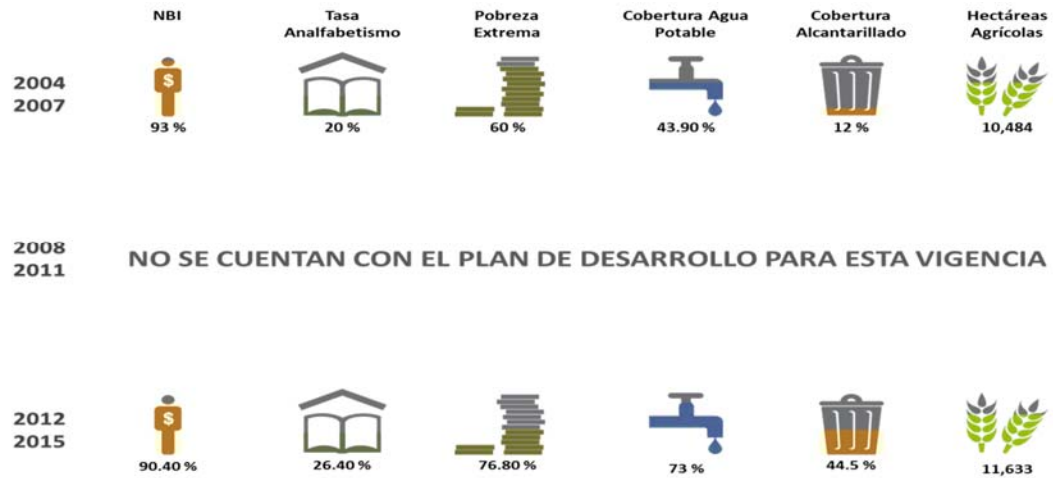 NBI
Tasa
Analfabetismo
Pobreza
Extrema
Cobertura Agua
Potable
Cobertura
Alcantarillado
Hectáreas
Agrícolas
2004
2007
$
93 %
20 %
60 %
43.90 %
12 %
10,484
2008
2011
NO SE CUENTAN CON EL PLAN DE DESARROLLO PARA ESTA VIGENCIA
2012
2015
$
90.40 %
26.40 %
76.80 %
73 %
44.5 %
11,633